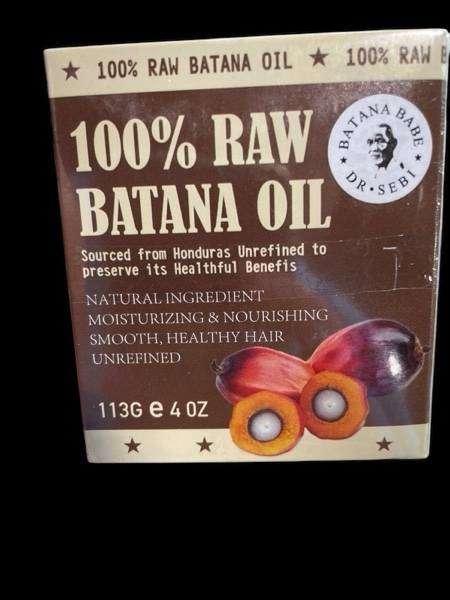 ★ 100% RAW BATANA OIL ★ 100% RAW B
100% RAW
BATANA OIL
BATANA BABE
DR•SEBI
Sourced from Honduras Unrefined to
preserve its Healthful Benefis
NATURAL INGREDIENT
MOISTURIZING & NOURISHING
SMOOTH, HEALTHY HAIR
UNREFINED
113G e 4 OZ